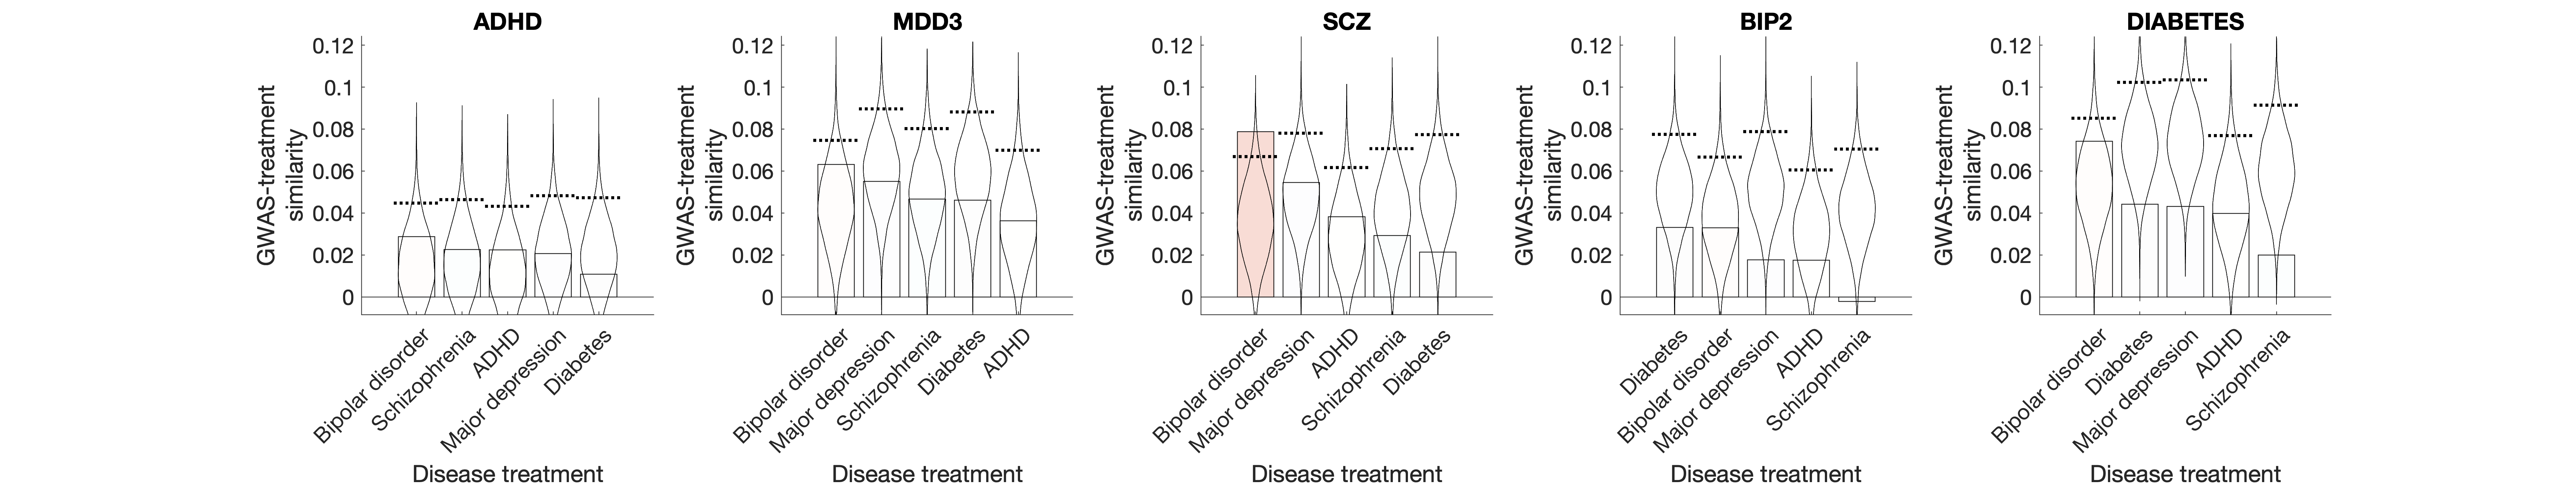 ADHD
0.12
0.1
0.08
0.06
0.04
0.02
0
GWAS-treatment
similarity
Bipolar disorder
Schizophrenia
ADHD
Major depression
Diabetes
Disease treatment
MDD3
0.12
0.1
0.08
0.06
0.04
0.02
0
GWAS-treatment
similarity
Bipolar disorder
Major depression
Schizophrenia
Diabetes
ADHD
Disease treatment
SCZ
0.12
0.1
0.08
0.06
0.04
0.02
0
GWAS-treatment
similarity
Bipolar disorder
Major depression
ADHD
Schizophrenia
Diabetes
Disease treatment
BIP2
0.12
0.1
0.08
0.06
0.04
0.02
0
GWAS-treatment
similarity
Diabetes
Bipolar disorder
Major depression
ADHD
Schizophrenia
Disease treatment
DIABETES
0.12
0.1
0.08
0.06
0.04
0.02
0
GWAS-treatment
similarity
Bipolar disorder
Diabetes
Major depression
ADHD
Schizophrenia
Disease treatment